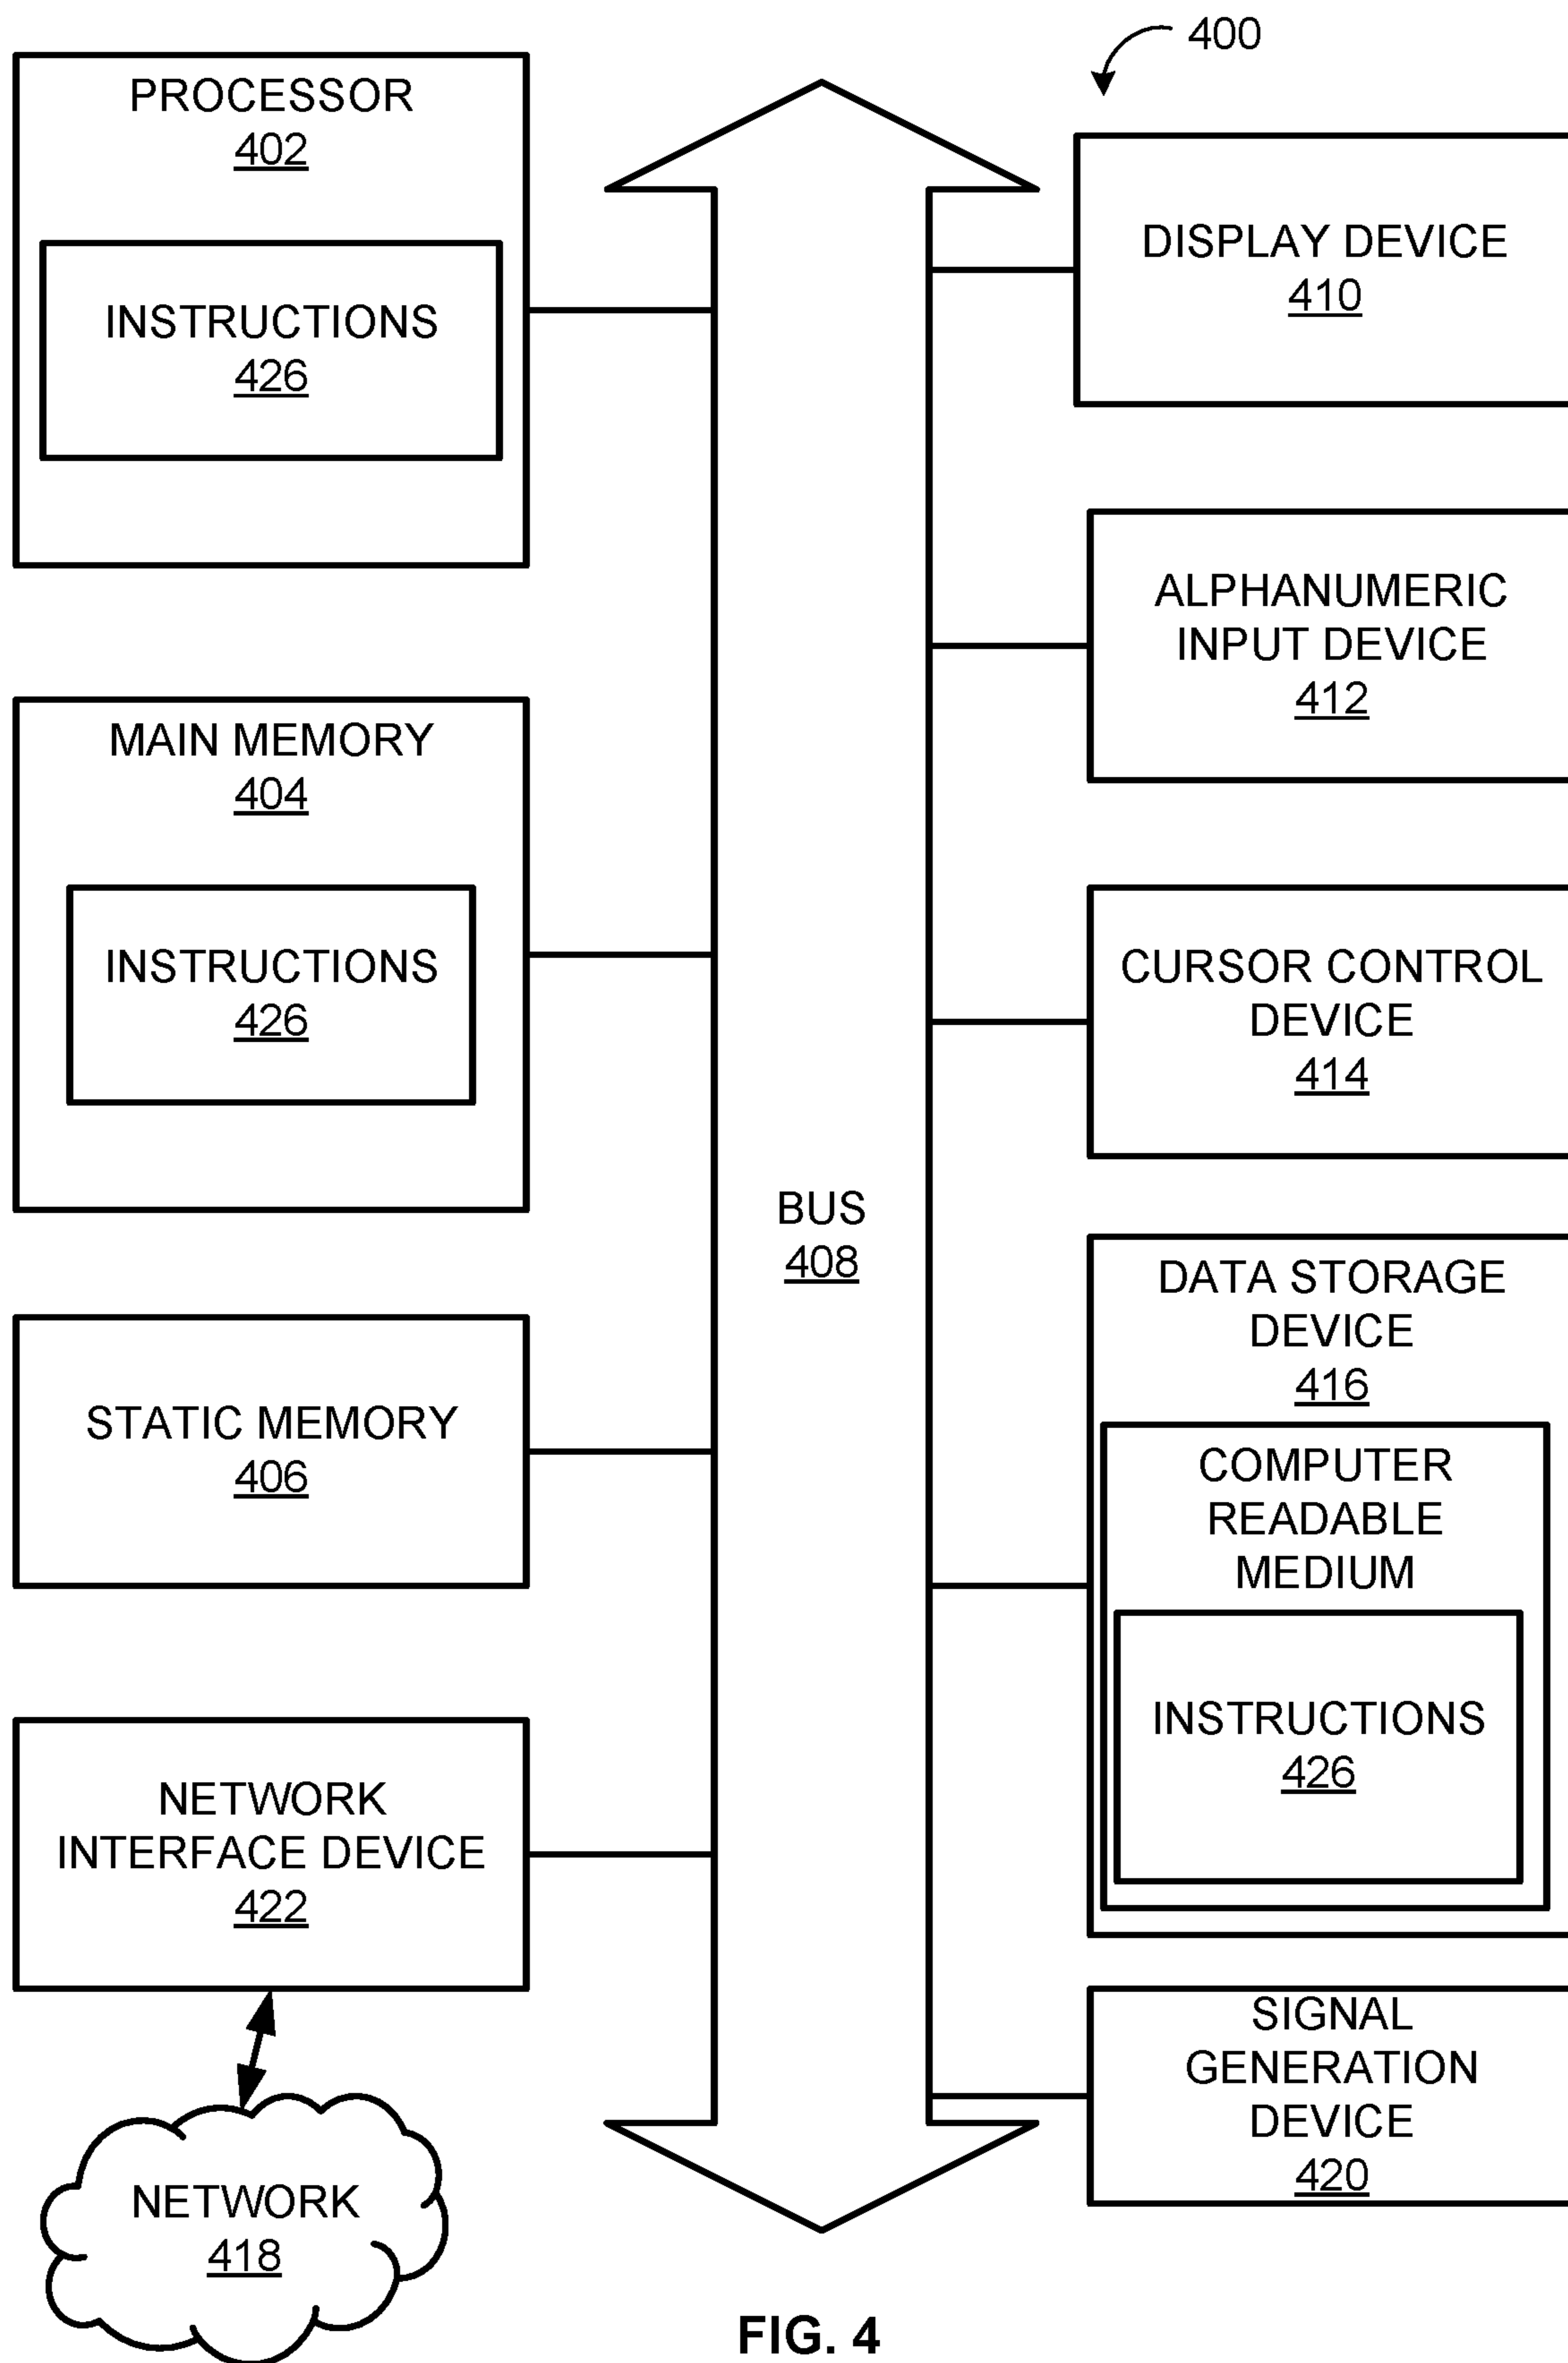 400
PROCESSOR
402
INSTRUCTIONS
426
MAIN MEMORY
404
INSTRUCTIONS
426
STATIC MEMORY
406
NETWORK
INTERFACE DEVICE
422
NETWORK
418
BUS
408
DISPLAY DEVICE
410
ALPHANUMERIC
INPUT DEVICE
412
CURSOR CONTROL
DEVICE
414
DATA STORAGE
DEVICE
416
COMPUTER
READABLE
MEDIUM
INSTRUCTIONS
426
SIGNAL
GENERATION
DEVICE
420
FIG. 4